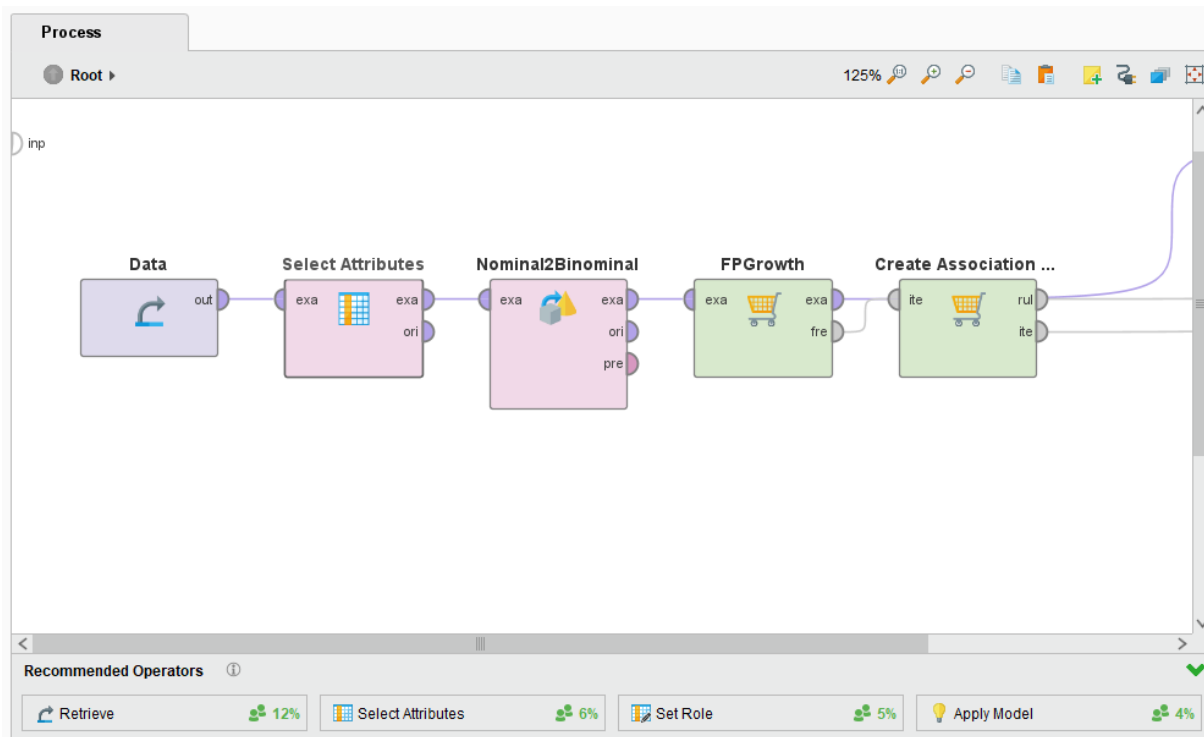 Process
Root
125%
inp
Data
Select Attributes
Nominal2Binominal
FPGrowth
Create Association ...
out
exa
exa
ori
exa
exa
ori
pre
exa
exa
fre
ite
rul
ite
Recommended Operators
Retrieve
12%
Select Attributes
6%
Set Role
5%
Apply Model
4%